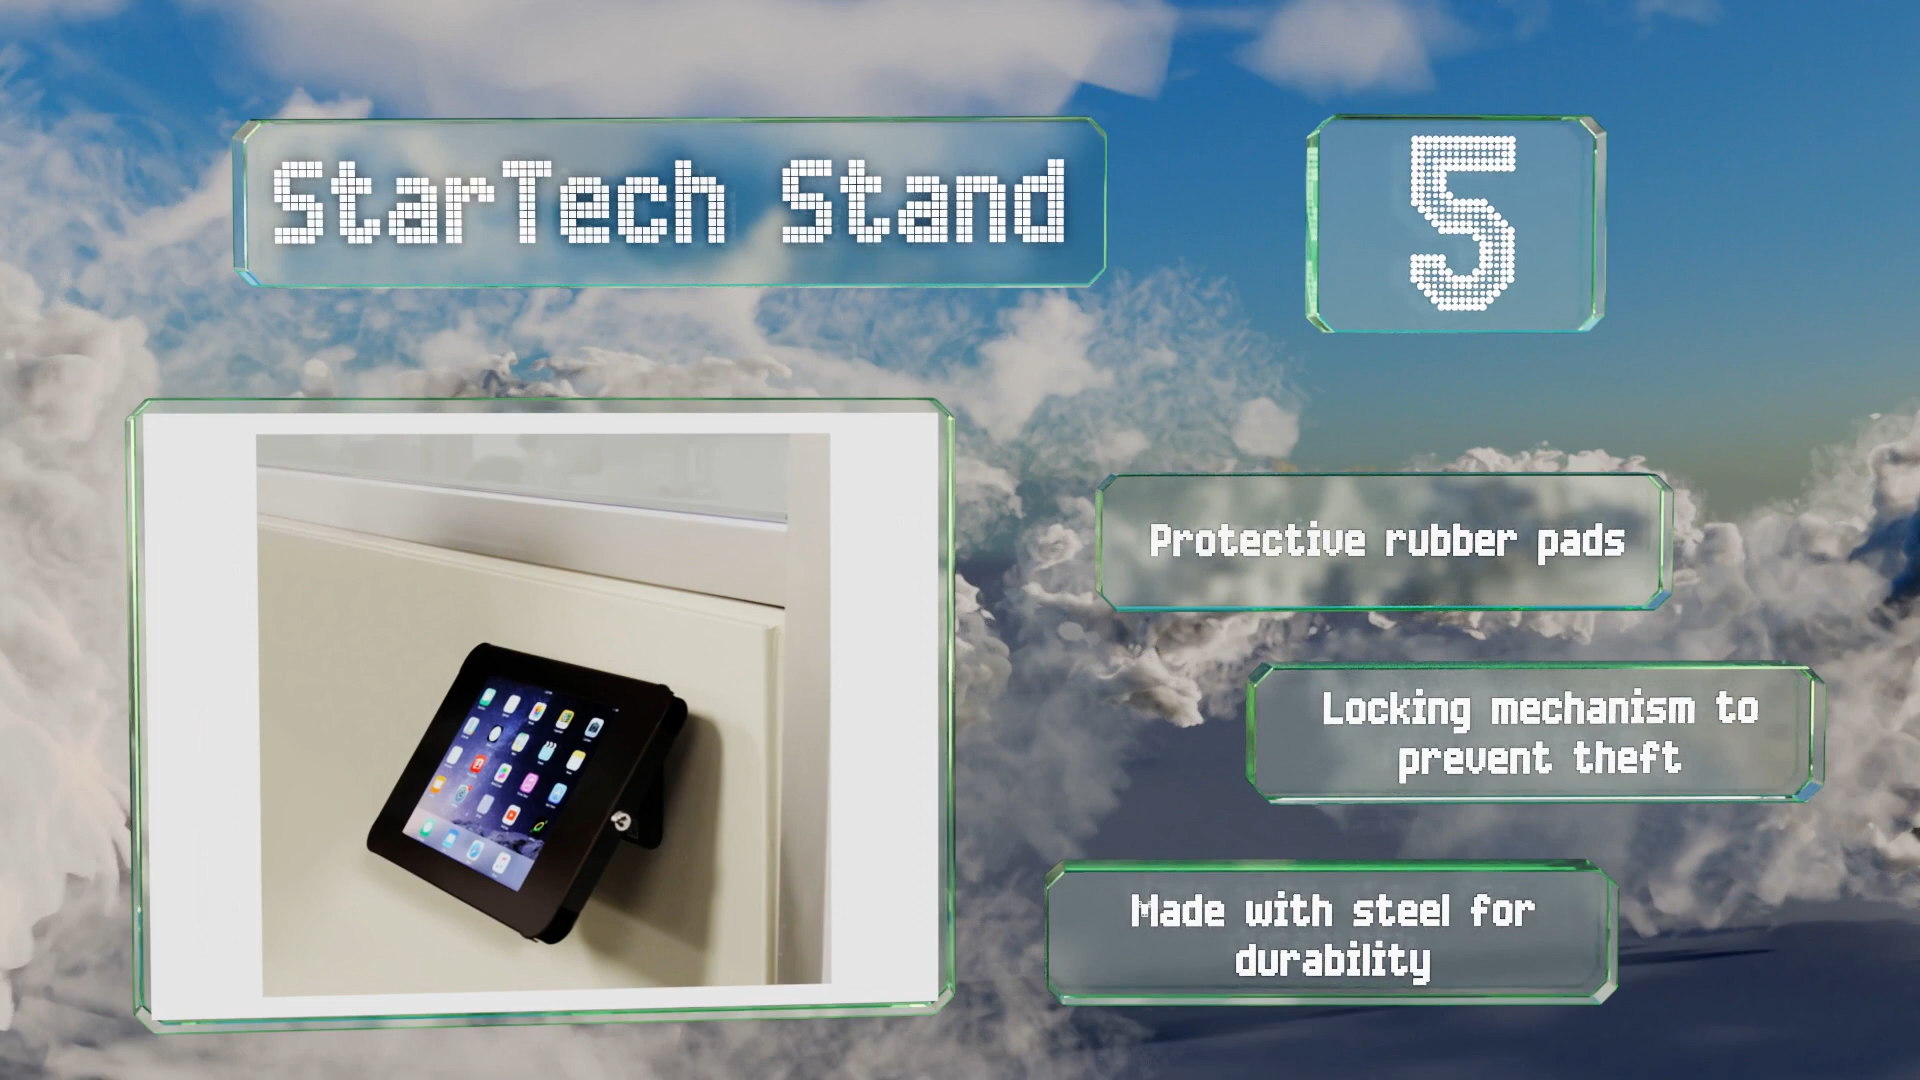 StarTech Stand
5
Protective rubber pads
Locking mechanism to
prevent theft
Made with steel for
durability